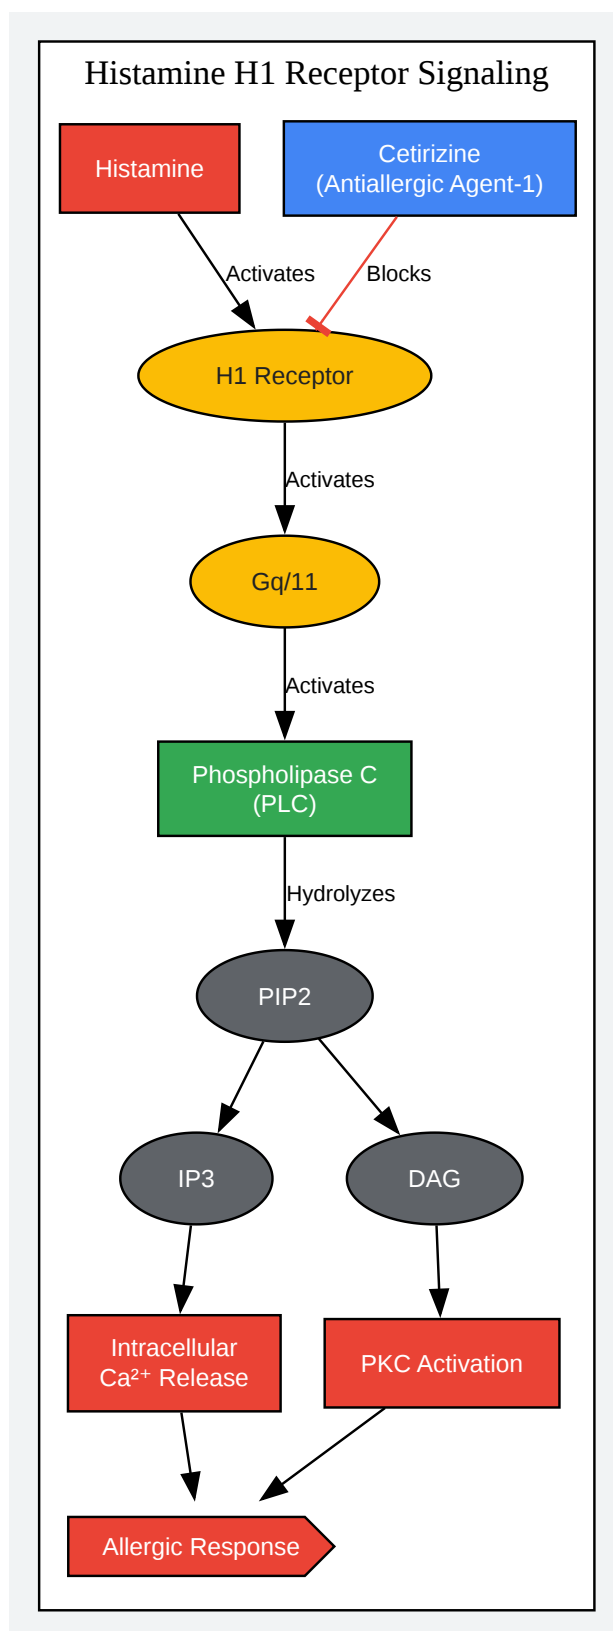 Histamine H1 Receptor Signaling
Histamine
Cetirizine
(Antiallergic Agent-1)
Activates
Blocks
H1 Receptor
Activates
Gq/11
Activates
Phospholipase C
(PLC)
Hydrolyzes
PIP2
IP3
DAG
Intracellular
Ca²⁺ Release
PKC Activation
Allergic Response